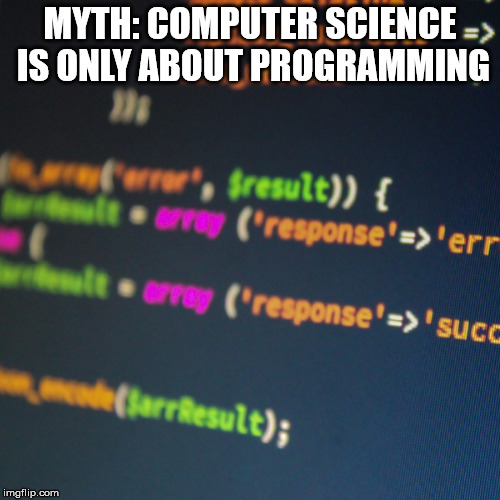 MYTH: COMPUTER SCIENCE
IS ONLY ABOUT PROGRAMMING
=>
));
('error', $result)) {
= array ('response'=>'err
{
= array ('response'=>'succ
($arrResult);
imgflip.com